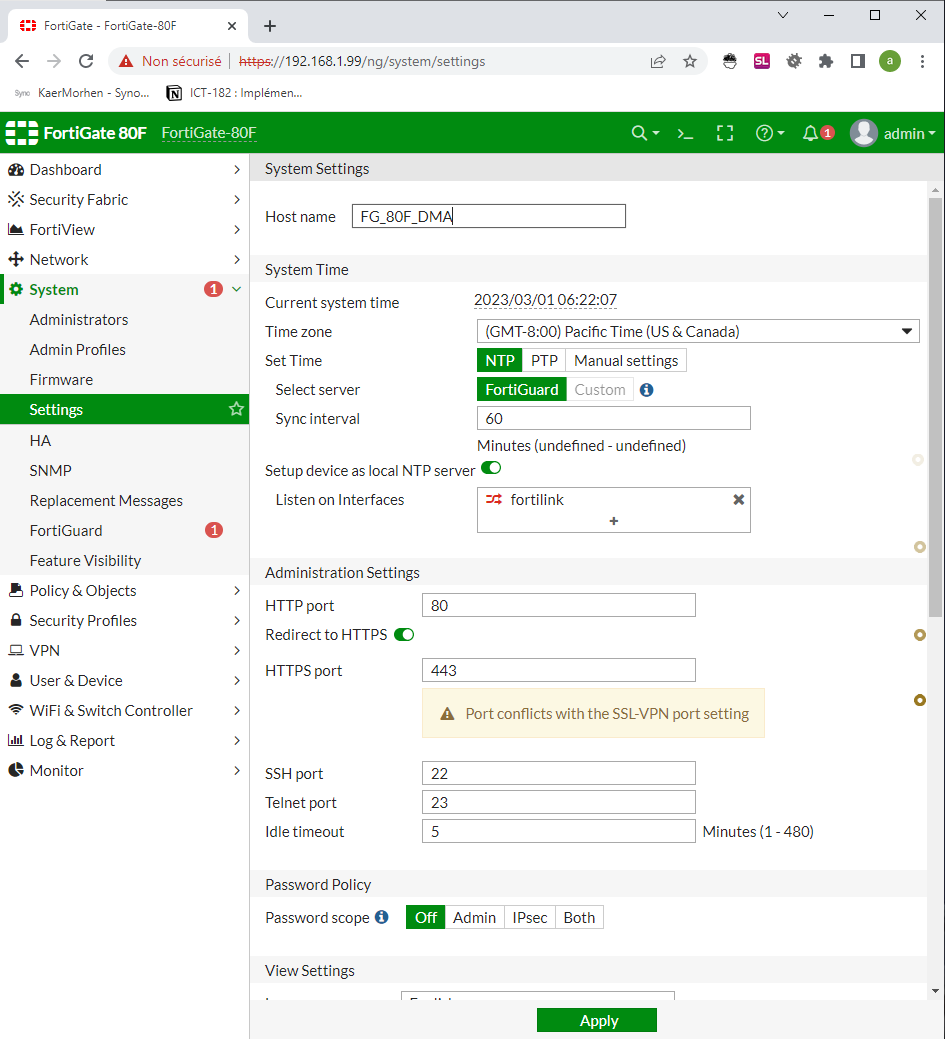 FortiGate - FortiGate-80F
Non sécurisé | https://192.168.1.99/ng/system/settings
SL
a
Sync KaerMorhen - Syno...
ICT-182 : Implémen...
FortiGate 80F FortiGate-80F
1
admin
Dashboard
Security Fabric
FortiView
Network
System 1
Administrators
Admin Profiles
Firmware
Settings
HA
SNMP
Replacement Messages
FortiGuard 1
Feature Visibility
Policy & Objects
Security Profiles
VPN
User & Device
WiFi & Switch Controller
Log & Report
Monitor
System Settings
Host name FG_80F_DMA
System Time
Current system time 2023/03/01 06:22:07
Time zone (GMT-8:00) Pacific Time (US & Canada)
Set Time NTP PTP Manual settings
Select server FortiGuard Custom
Sync interval 60
Minutes (undefined - undefined)
Setup device as local NTP server
Listen on Interfaces fortilink
+
Administration Settings
HTTP port 80
Redirect to HTTPS
HTTPS port 443
Port conflicts with the SSL-VPN port setting
SSH port 22
Telnet port 23
Idle timeout 5 Minutes (1 - 480)
Password Policy
Password scope Off Admin IPsec Both
View Settings
Apply